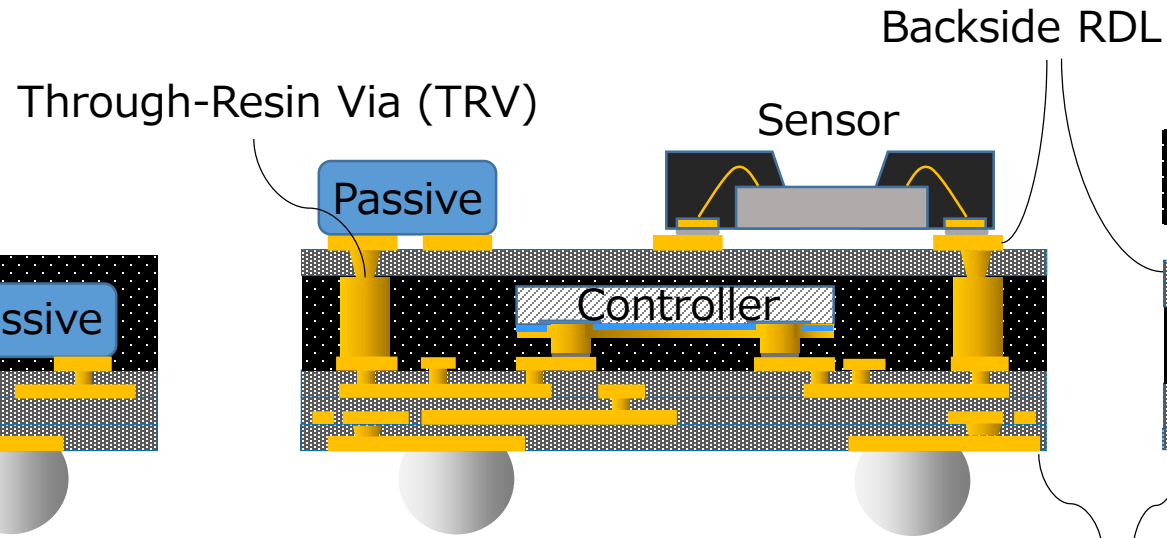 Backside RDL
Through-Resin Via (TRV)
Sensor
Passive
Controller
ssive